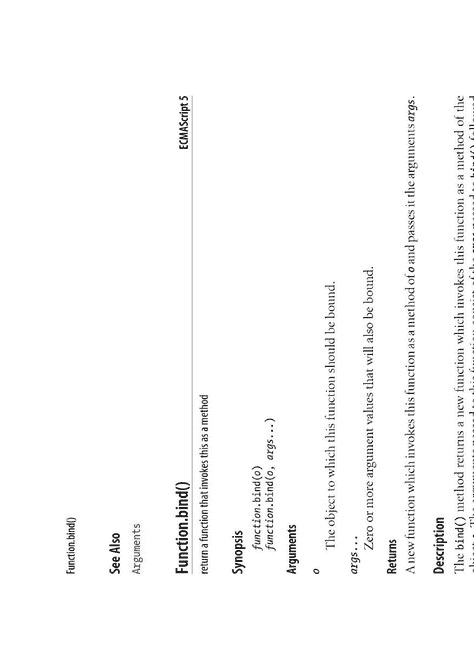 Function.bind()
See Also
Arguments
Function.bind() ECMAScript 5
return a function that invokes this as a method
Synopsis
function.bind(o)
function.bind(o, args...)
Arguments
o
The object to which this function should be bound.
args...
Zero or more argument values that will also be bound.
Returns
A new function which invokes this function as a method of o and passes it the arguments args.
Description
The bind() method returns a new function which invokes this function as a method of the